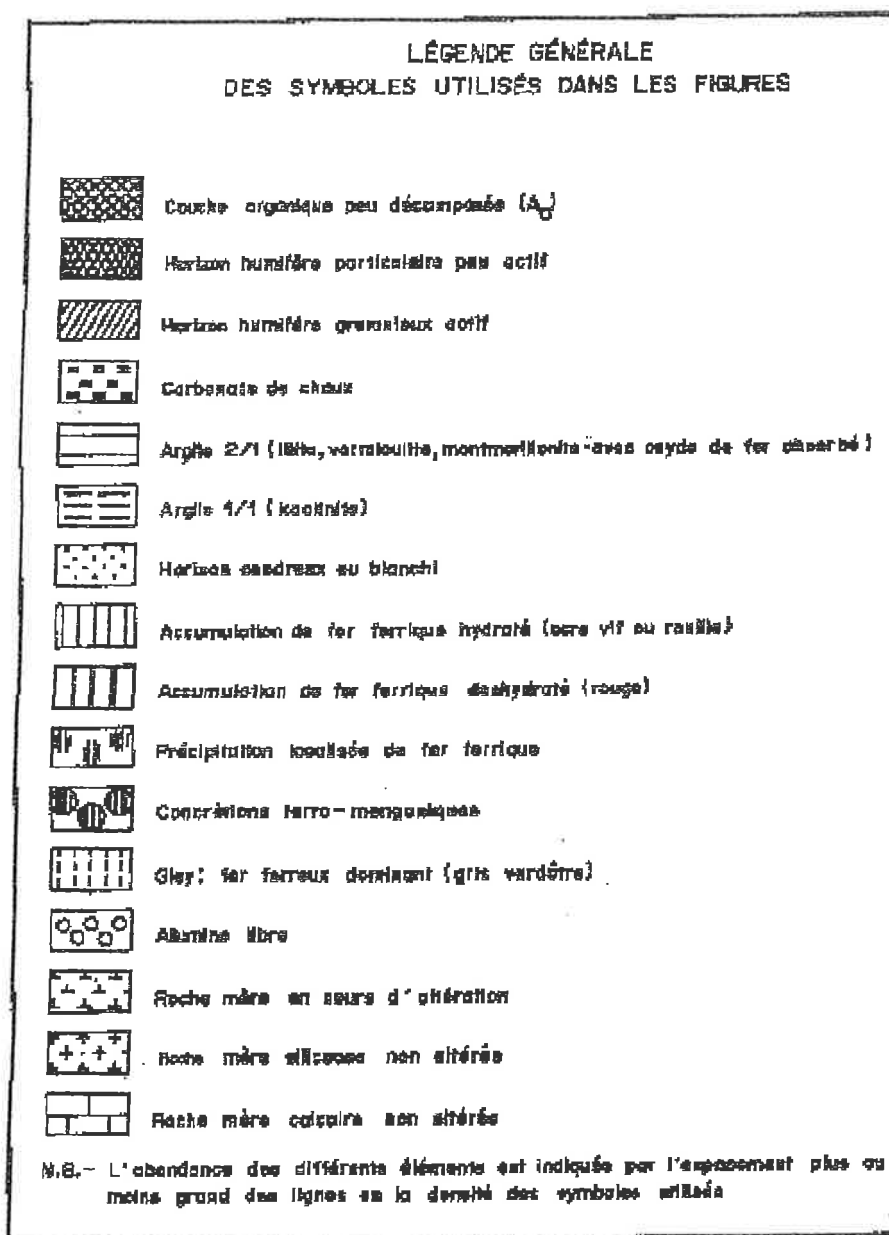 LÉGENDE GÉNÉRALE
DES SYMBOLES UTILISÉS DANS LES FIGURES
Couche organique peu décomposée (A₀)
Horizon humifère particulaire peu actif
Horizon humifère grumeleux actif
Carbonate de chaux
Argile 2/1 (illite, vermiculite, montmorillonite avec oxyde de fer absorbé)
Argile 1/1 (kaolinite)
Horizon cendreux ou blanchi
Accumulation de fer ferrique hydraté (ocre vif ou rouille)
Accumulation de fer ferrique deshydraté (rouge)
Précipitation localisée de fer ferrique
Concrétions ferro-manganiques
Gley: fer ferreux dominant (gris verdâtre)
Alumine libre
Roche mère en cours d'altération
Roche mère siliceuse non altérée
Roche mère calcaire non altérée
N.B.- L'abondance des différents éléments est indiquée par l'espacement plus ou
moins grand des lignes ou la densité des symboles utilisés